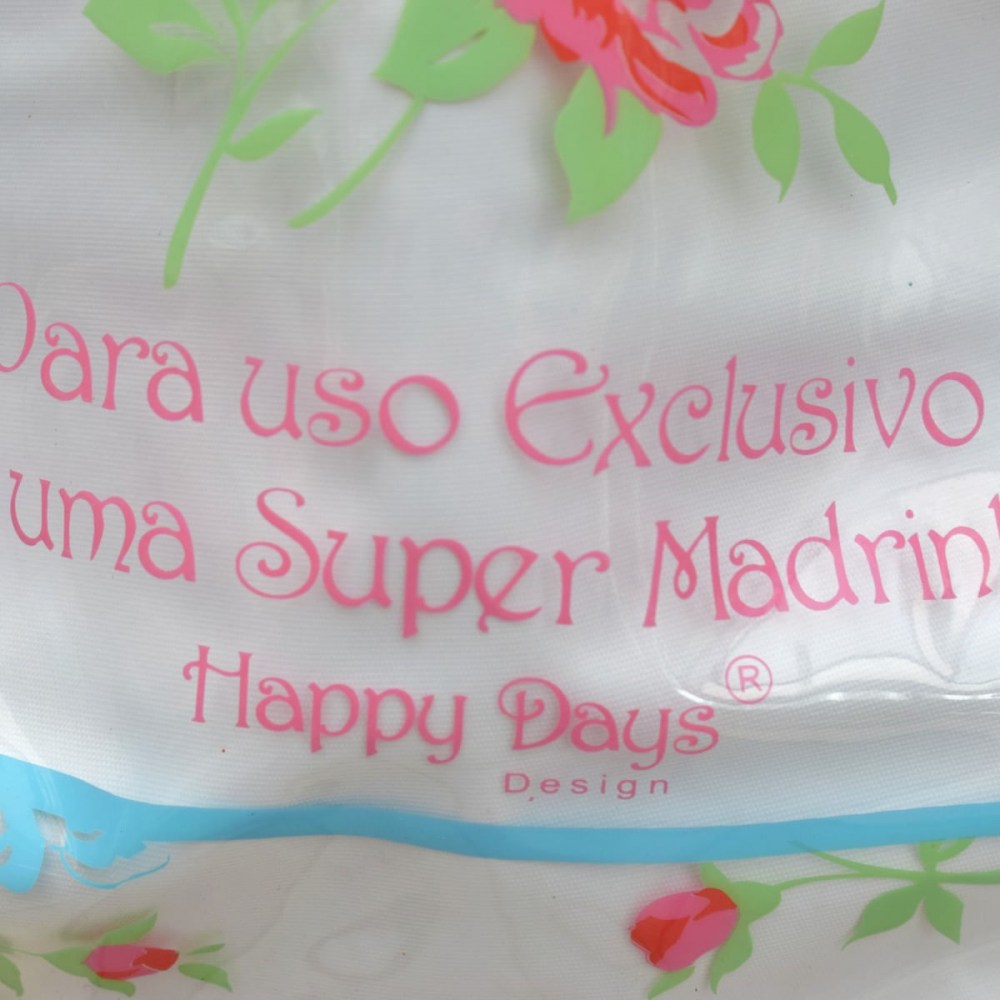 Para uso Exclusivo
uma Super Madrinh
Happy Days ®
Design